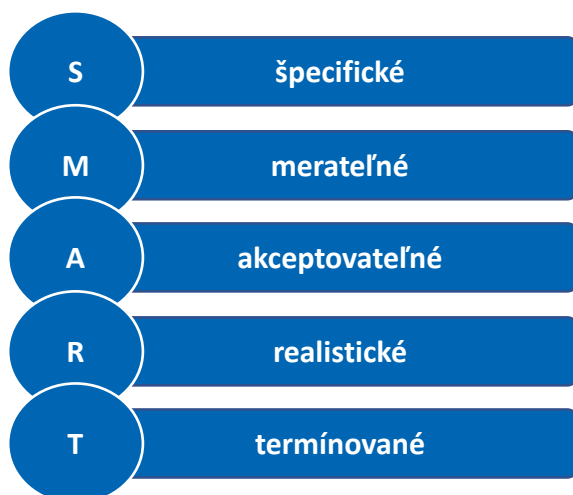 S špecifické
M merateľné
A akceptovateľné
R realistické
T termínované